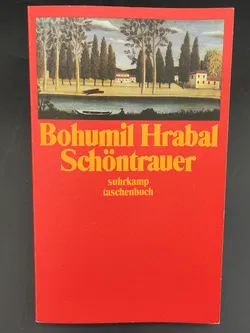 Bohumil Hrabal
Schöntrauer
suhrkamp
taschenbuch